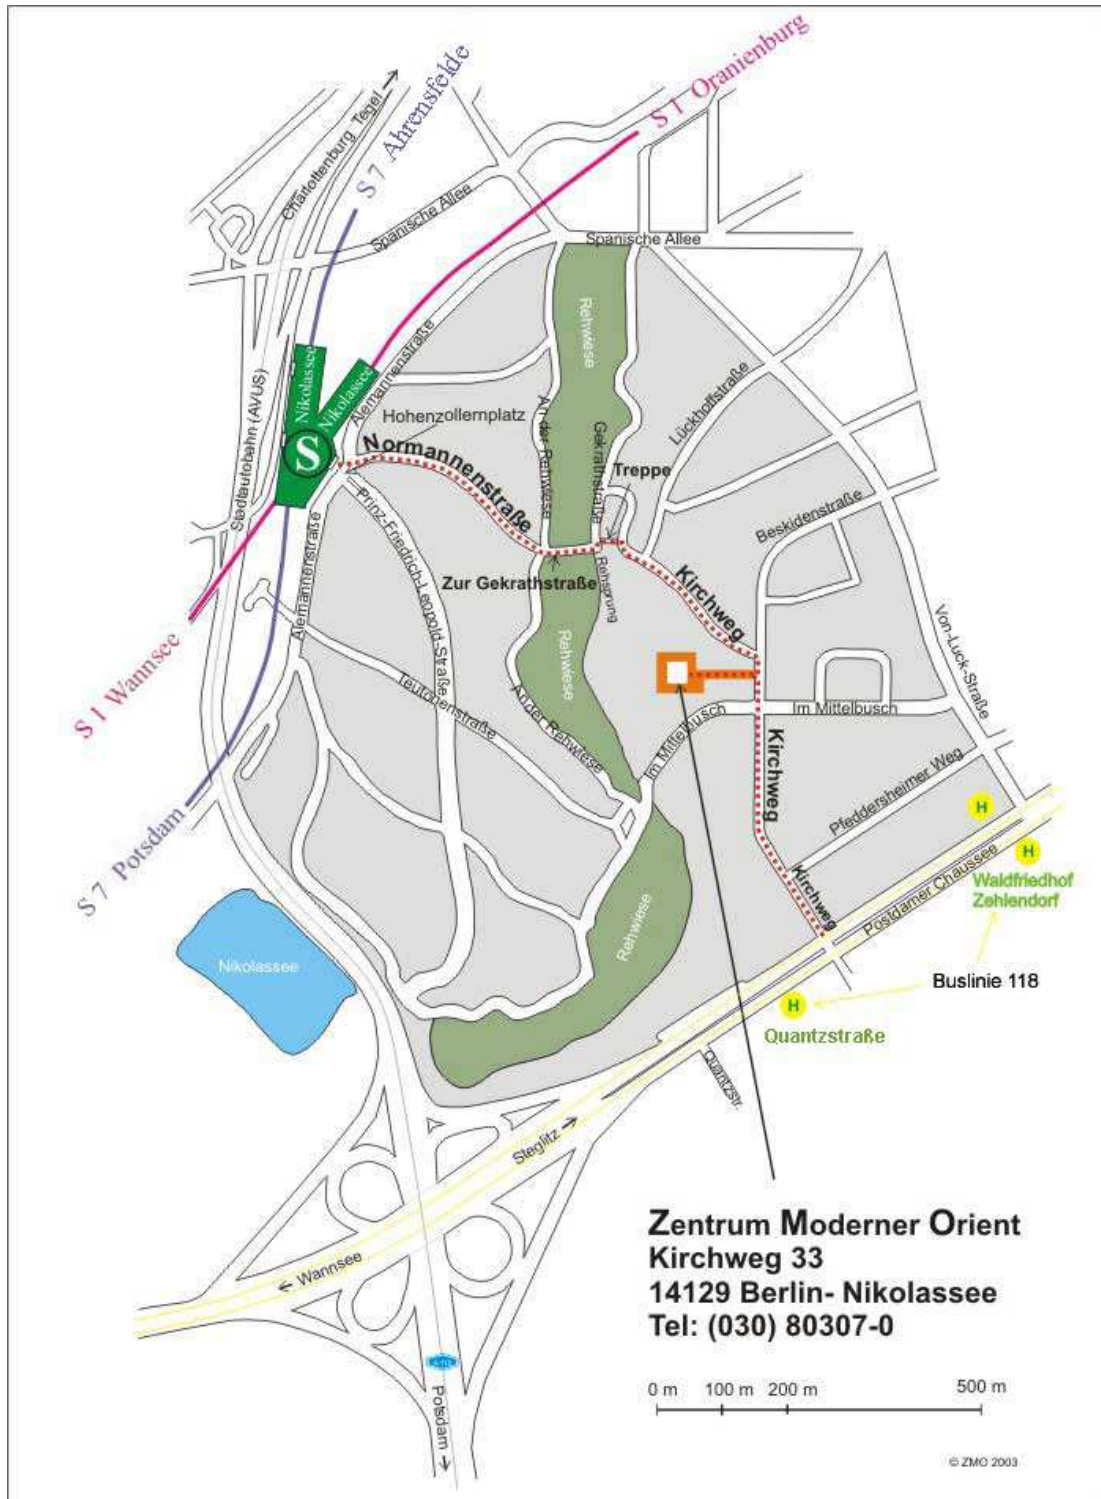 S 1 Oranienburg
S 7 Ahrensfelde
Charlottenburg Tegel
Spanische Allee
Spanische Allee
Rehwiese
Nikolassee
Nikolassee
S
Alemannenstraße
Stadtautobahn (AVUS)
Hohenzollernplatz
Normannenstraße
An der Rehwiese
Gekrathstraße
Lückhoffstraße
Treppe
Beskidenstraße
Prinz-Friedrich-Leopold-Straße
Alemannenstraße
Zur Gekrathstraße
Rehsprung
Kirchweg
Von-Luck-Straße
S 1 Wannsee
Rehwiese
Teutonenstraße
An der Rehwiese
Im Mittelbusch
Im Mittelbusch
Kirchweg
Pfeddersheimer Weg
S 7 Potsdam
H
H
Waldfriedhof
Zehlendorf
Kirchweg
Postdamer Chaussee
Rehwiese
Nikolassee
Buslinie 118
H
Quantzstraße
Quantzstr.
Steglitz
Wannsee
Potsdam
Zentrum Moderner Orient
Kirchweg 33
14129 Berlin- Nikolassee
Tel: (030) 80307-0
0 m 100 m 200 m 500 m
© ZMO 2003